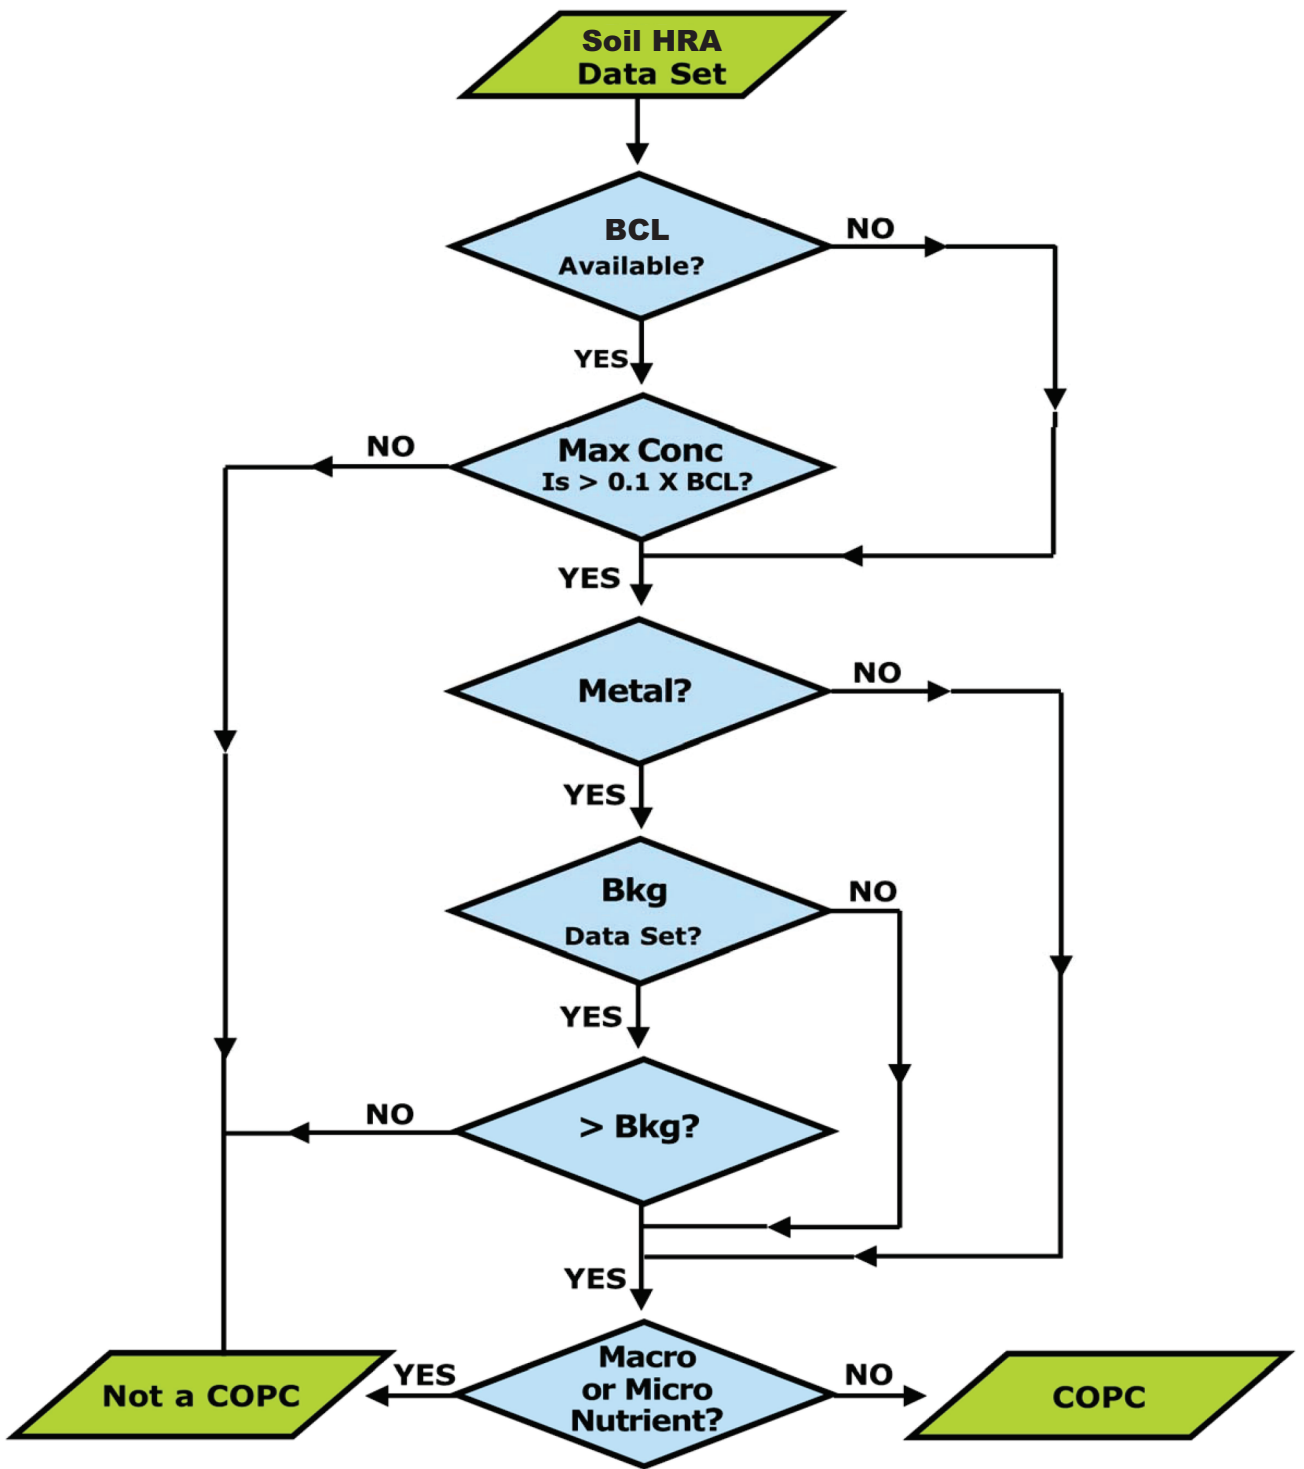 Soil HRA
Data Set
BCL
Available?
NO
YES
Max Conc
Is > 0.1 X BCL?
NO
YES
Metal?
NO
YES
Bkg
Data Set?
NO
YES
> Bkg?
NO
YES
Macro
or Micro
Nutrient?
YES
NO
Not a COPC
COPC